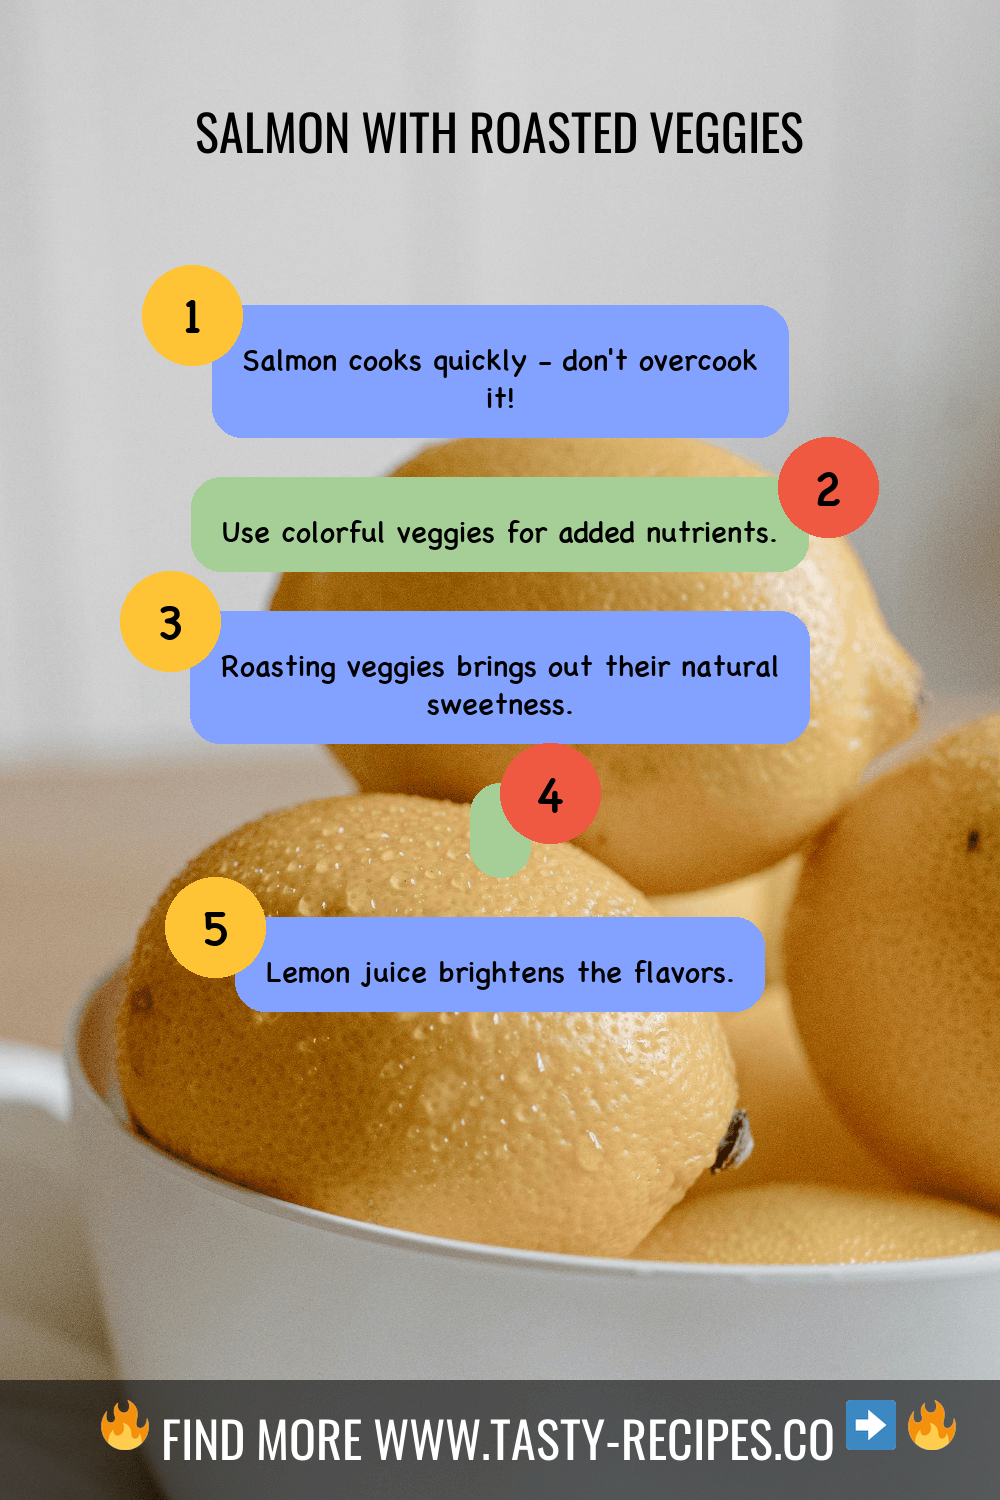 SALMON WITH ROASTED VEGGIES
1
Salmon cooks quickly - don't overcook
it!
2
Use colorful veggies for added nutrients.
3
Roasting veggies brings out their natural
sweetness.
4
5
Lemon juice brightens the flavors.
🔥 FIND MORE WWW.TASTY-RECIPES.CO ➡️ 🔥